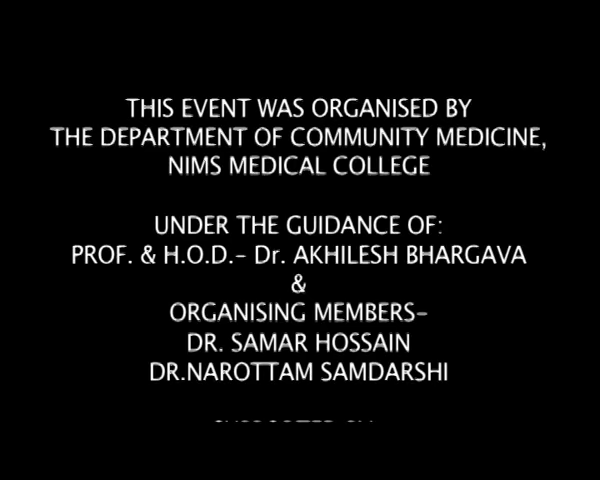 THIS EVENT WAS ORGANISED BY
THE DEPARTMENT OF COMMUNITY MEDICINE,
NIMS MEDICAL COLLEGE
UNDER THE GUIDANCE OF:
PROF. & H.O.D.- Dr. AKHILESH BHARGAVA
&
ORGANISING MEMBERS-
DR. SAMAR HOSSAIN
DR.NAROTTAM SAMDARSHI